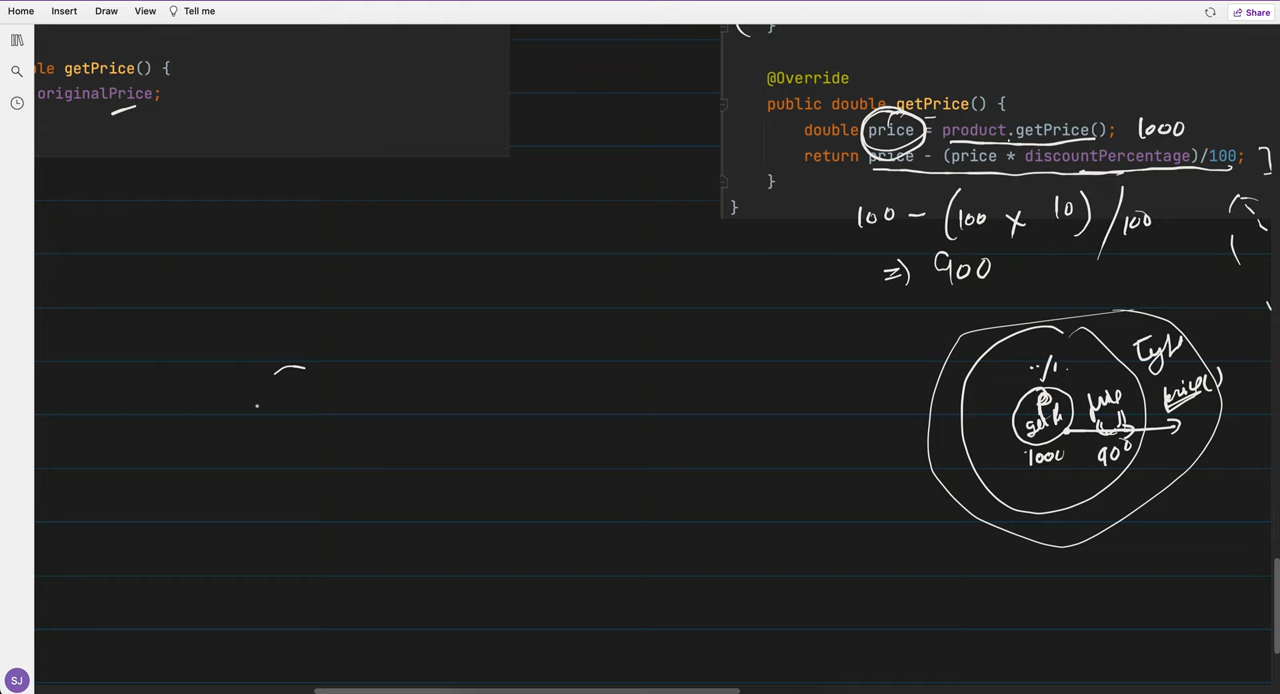 Home Insert Draw View Tell me Share
le getPrice() {
originalPrice;
}
@Override
public double getPrice() {
double price = product.getPrice(); 1000
return price - (price * discountPercentage)/100;
}
}
100 - (100 x 10) / 100
=) 900
price()
1000
900
SJ